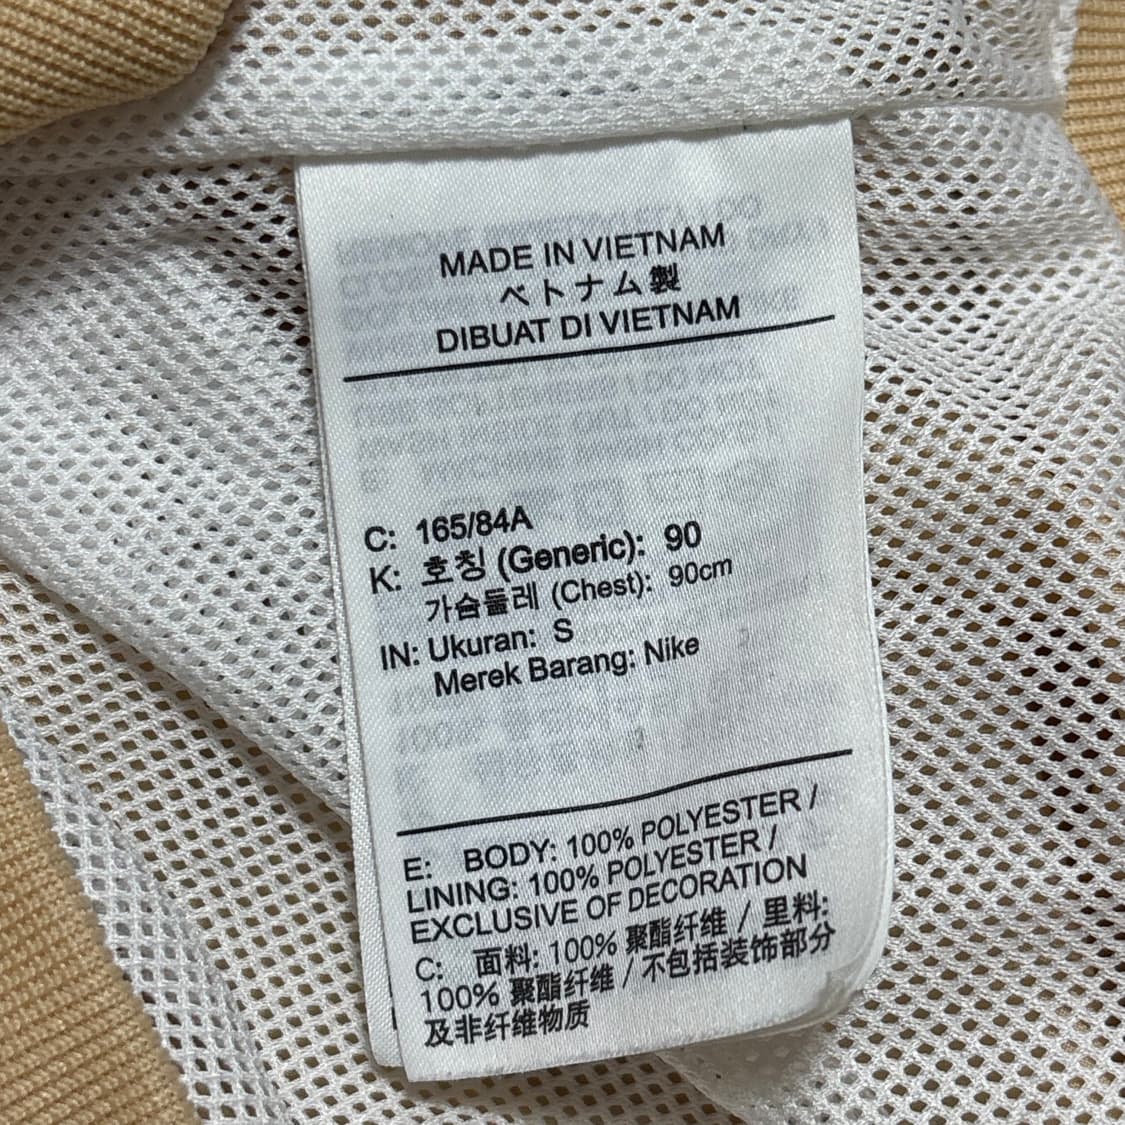 MADE IN VIETNAM
ベトナム製
DIBUAT DI VIETNAM
C: 165/84A
K: 호칭 (Generic): 90
가슴둘레 (Chest): 90cm
IN: Ukuran: S
Merek Barang: Nike
E: BODY: 100% POLYESTER /
LINING: 100% POLYESTER /
EXCLUSIVE OF DECORATION
C: 面料: 100% 聚酯纤维 / 里料:
100% 聚酯纤维 / 不包括装饰部分
及非纤维物质